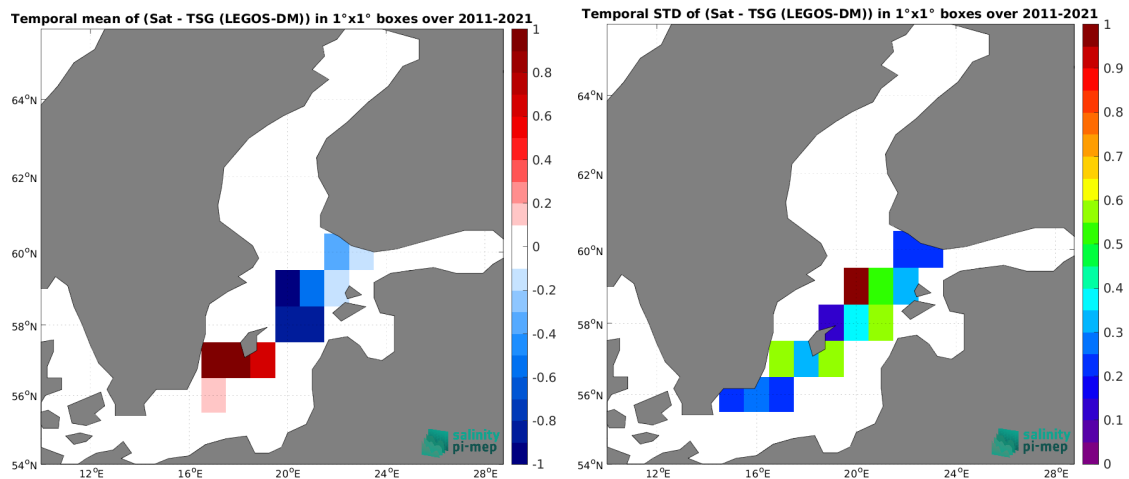 Temporal mean of (Sat - TSG (LEGOS-DM)) in 1°x1° boxes over 2011-2021
64°N
62°N
60°N
58°N
56°N
54°N
12°E
16°E
20°E
24°E
28°E
1
0.8
0.6
0.4
0.2
0
-0.2
-0.4
-0.6
-0.8
-1
salinity
pi-mep
Temporal STD of (Sat - TSG (LEGOS-DM)) in 1°x1° boxes over 2011-2021
64°N
62°N
60°N
58°N
56°N
54°N
12°E
16°E
20°E
24°E
28°E
1
0.9
0.8
0.7
0.6
0.5
0.4
0.3
0.2
0.1
0
salinity
pi-mep